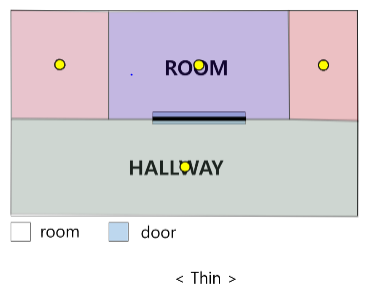 ROOM
HALLWAY
room door
< Thin >